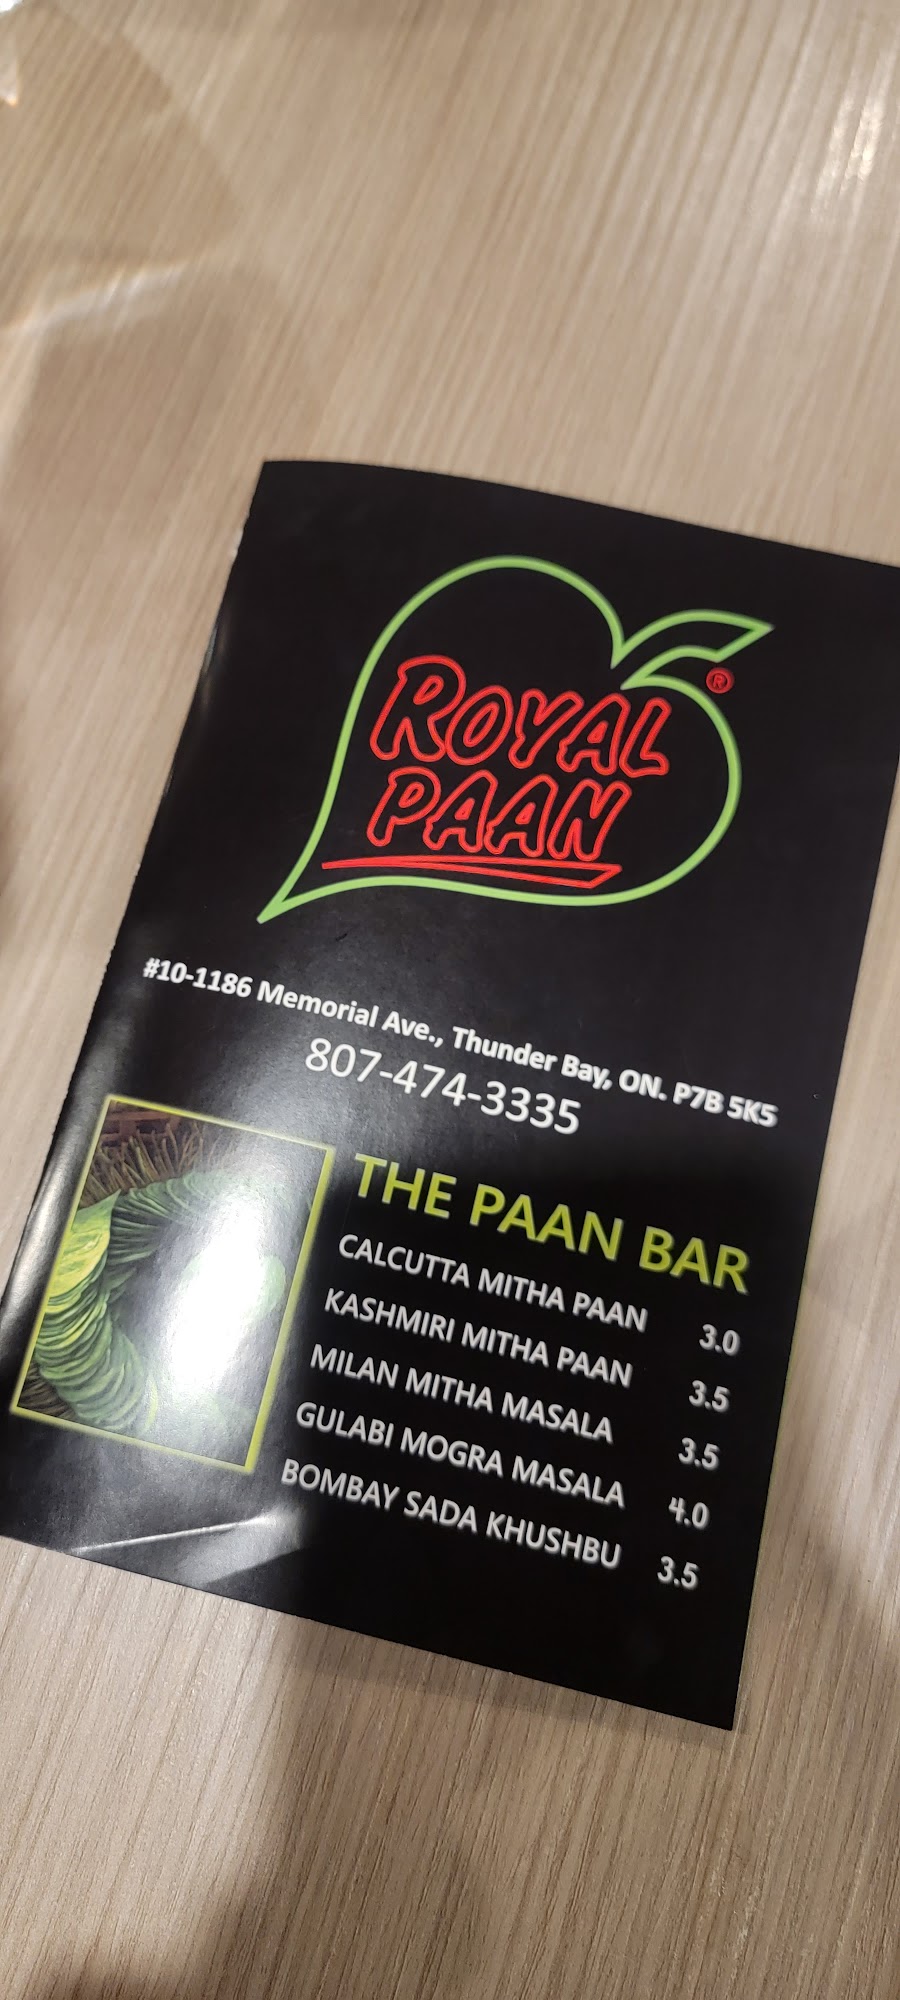 ROYAL
PAAN
®
#10-1186 Memorial Ave., Thunder Bay, ON. P7B 5K5
807-474-3335
THE PAAN BAR
CALCUTTA MITHA PAAN 3.0
KASHMIRI MITHA PAAN 3.5
MILAN MITHA MASALA 3.5
GULABI MOGRA MASALA 4.0
BOMBAY SADA KHUSHBU 3.5